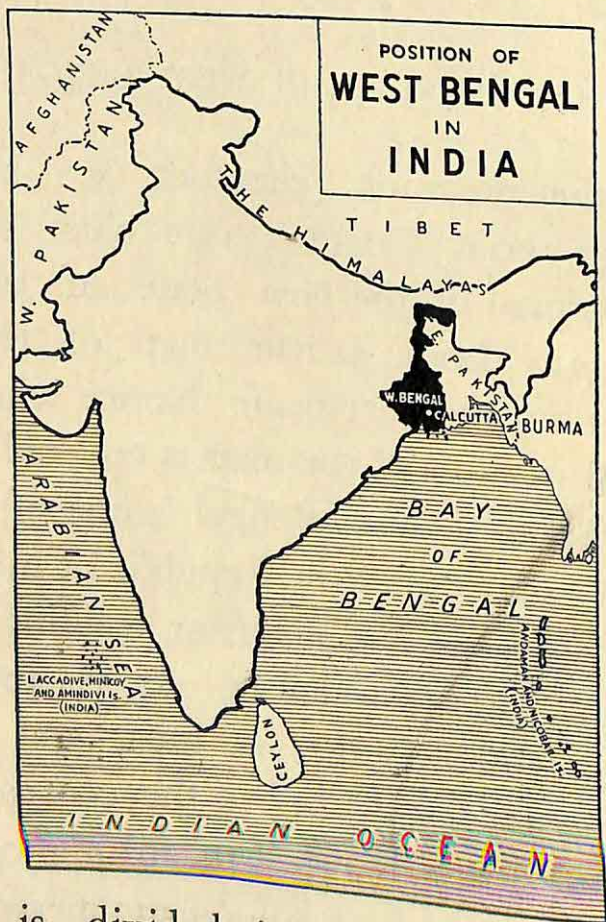 POSITION OF
WEST BENGAL
IN
INDIA
AFGHANISTAN
W. PAKISTAN
TIBET
THE HIMALAYAS
E. PAKISTAN
W. BENGAL
CALCUTTA
BURMA
ARABIAN SEA
BAY
OF
BENGAL
LACCADIVE, MINICOY
AND AMINDIVI Is.
(INDIA)
ANDAMAN AND NICOBAR Is.
(INDIA)
CEYLON
INDIAN OCEAN
is